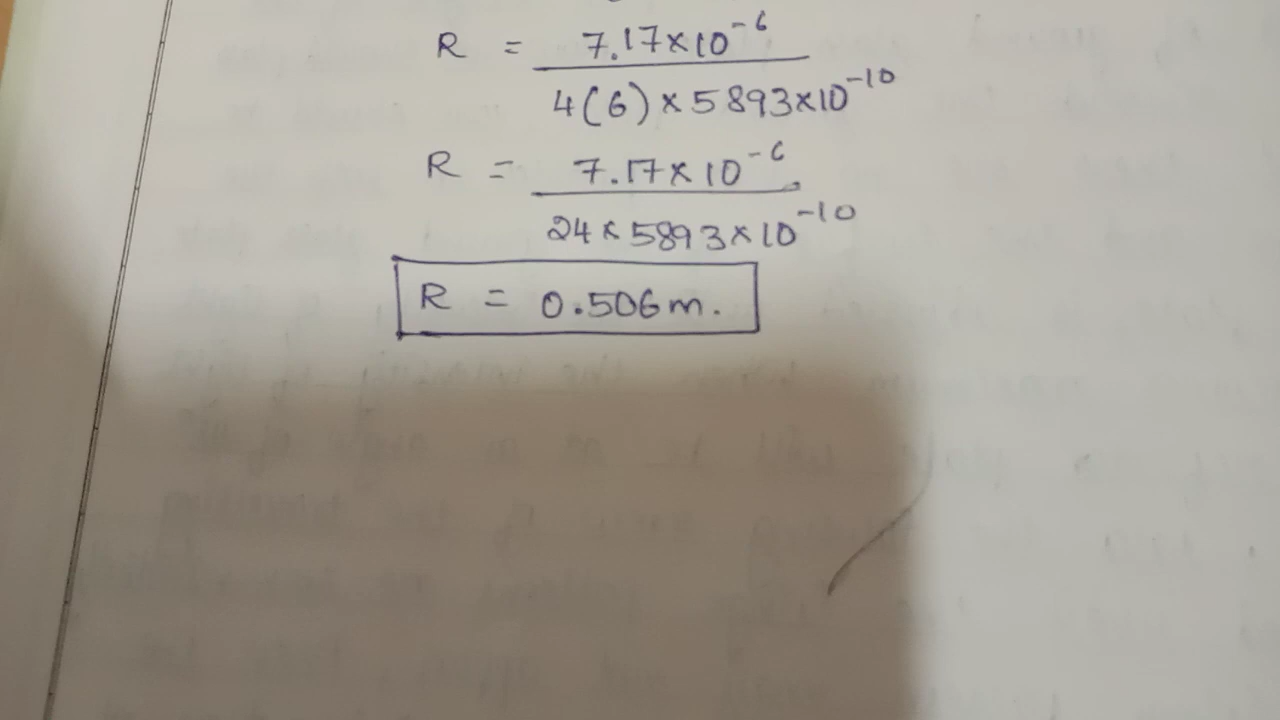 R = 7.17×10⁻⁶
4(6)×5893×10⁻¹⁰
R = 7.17×10⁻⁶
24×5893×10⁻¹⁰
R = 0.506m.